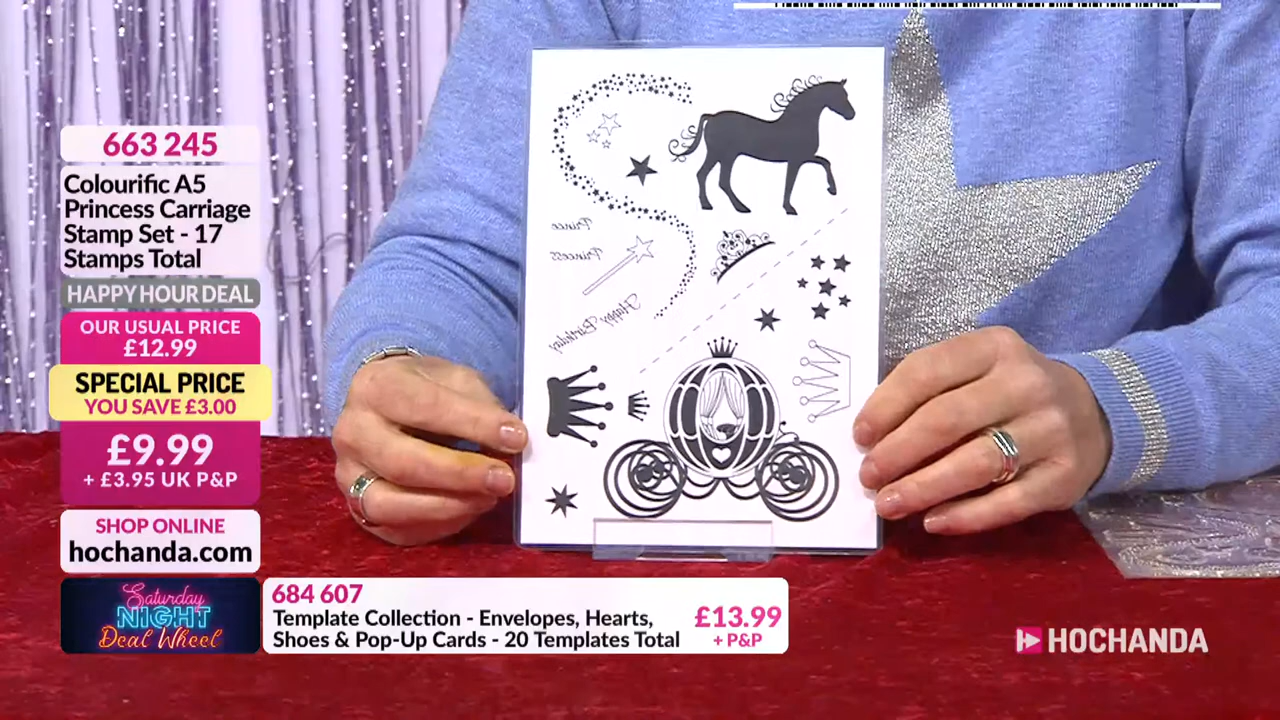 663 245
Colourific A5
Princess Carriage
Stamp Set - 17
Stamps Total
HAPPY HOUR DEAL
OUR USUAL PRICE
£12.99
SPECIAL PRICE
YOU SAVE £3.00
£9.99
+ £3.95 UK P&P
SHOP ONLINE
hochanda.com
Saturday
NIGHT
Deal Wheel
684 607
Template Collection - Envelopes, Hearts,
Shoes & Pop-Up Cards - 20 Templates Total
£13.99
+ P&P
Prince
Princess
Happy Birthday
HOCHANDA